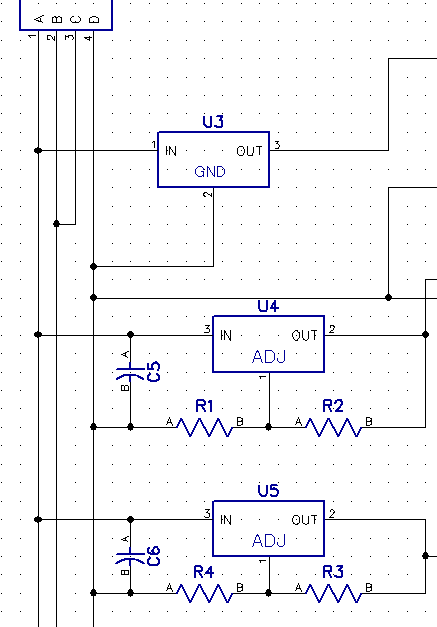 A B C D
1 2 3 4
U3
1 IN OUT 3
GND
2
U4
3 IN OUT 2
ADJ
A C5 B
1
R1 R2
A B A B
U5
3 IN OUT 2
ADJ
A C6 B
1
R4 R3
A B A B